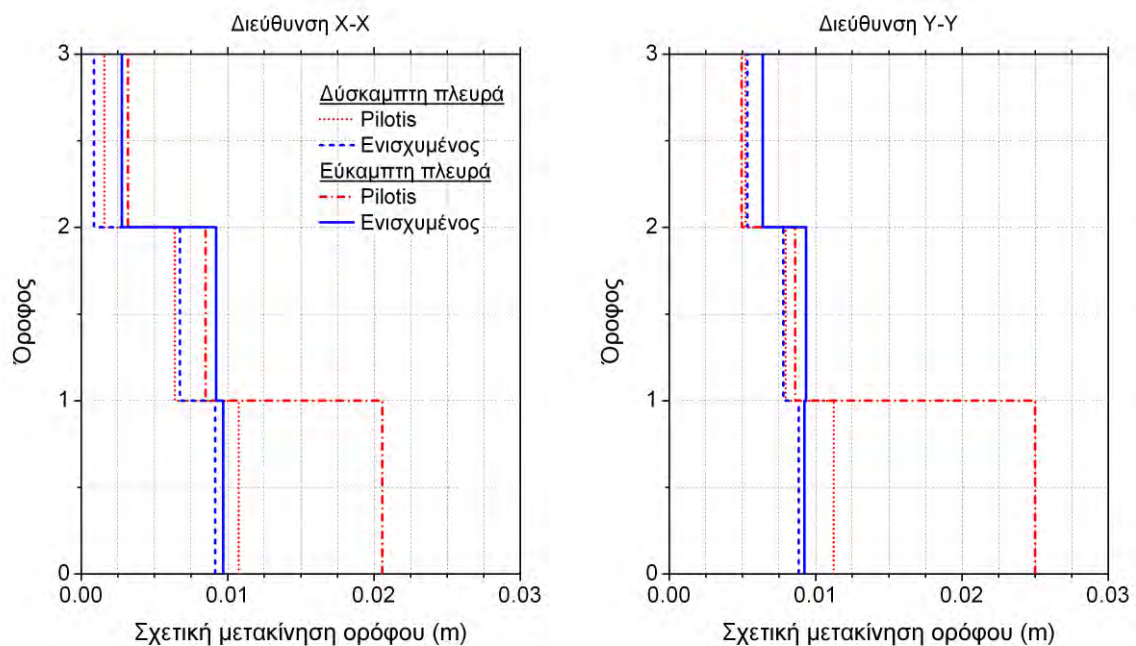 Διεύθυνση X-X
3
2
1
0
Όροφος
Δύσκαμπτη πλευρά
Pilotis
Ενισχυμένος
Εύκαμπτη πλευρά
Pilotis
Ενισχυμένος
0.00 0.01 0.02 0.03
Σχετική μετακίνηση ορόφου (m)
Διεύθυνση Y-Y
3
2
1
0
Όροφος
0.00 0.01 0.02 0.03
Σχετική μετακίνηση ορόφου (m)